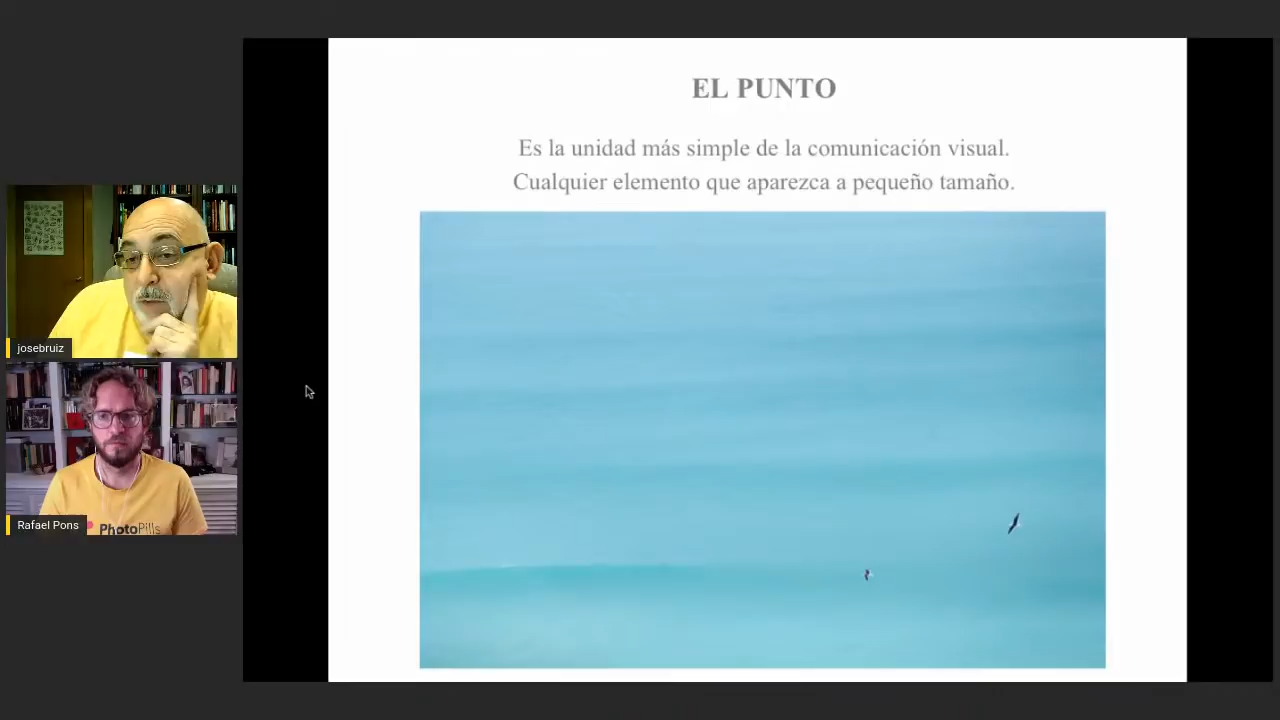 EL PUNTO
Es la unidad más simple de la comunicación visual.
Cualquier elemento que aparezca a pequeño tamaño.
josebruiz
PhotoPills
Rafael Pons